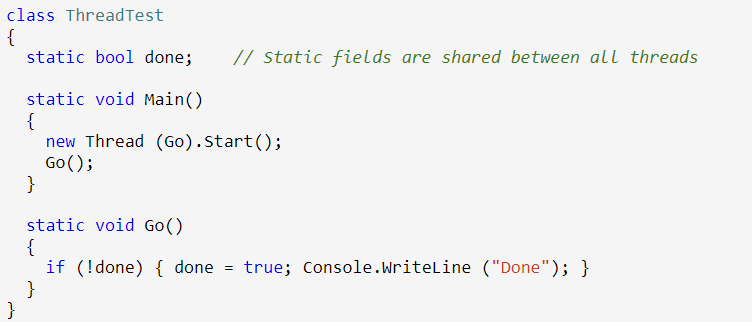 class ThreadTest
{
  static bool done;    // Static fields are shared between all threads

  static void Main()
  {
    new Thread (Go).Start();
    Go();
  }

  static void Go()
  {
    if (!done) { done = true; Console.WriteLine ("Done"); }
  }
}